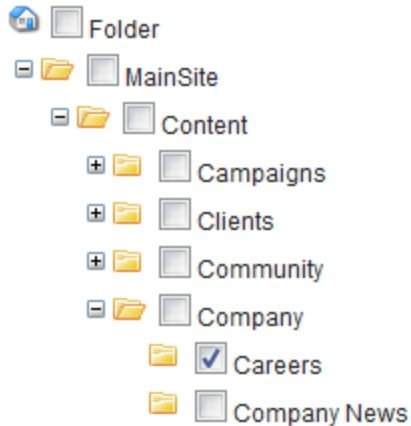 Folder
MainSite
Content
Campaigns
Clients
Community
Company
Careers
Company News